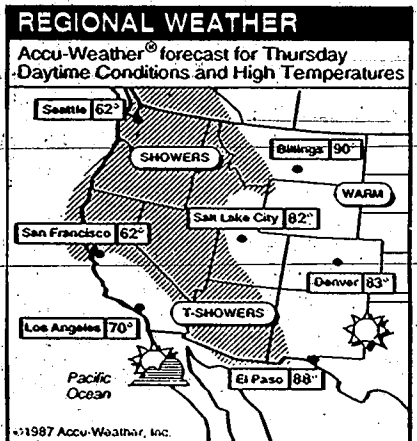 REGIONAL WEATHER
Accu-Weather® forecast for Thursday
Daytime Conditions and High Temperatures
Seattle 62°
SHOWERS
Billings 90°
WARM
Salt Lake City 82°
San Francisco 62°
Denver 83°
T-SHOWERS
Los Angeles 70°
El Paso 88°
Pacific
Ocean
©1987 Accu-Weather, Inc.